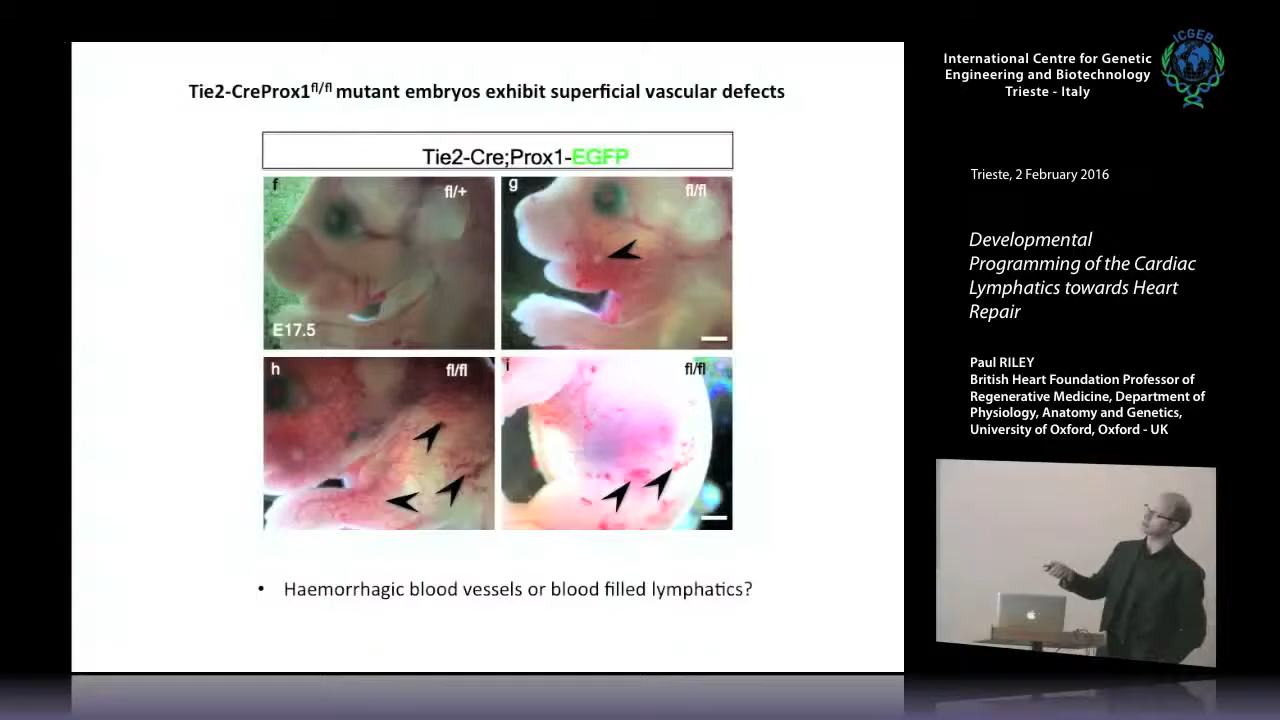 Tie2-CreProx1fl/fl mutant embryos exhibit superficial vascular defects
Tie2-Cre;Prox1-EGFP
f
fl/+
E17.5
g
fl/fl
h
fl/fl
i
fl/fl
• Haemorrhagic blood vessels or blood filled lymphatics?
International Centre for Genetic
Engineering and Biotechnology
Trieste - Italy
ICGEB
Trieste, 2 February 2016
Developmental
Programming of the Cardiac
Lymphatics towards Heart
Repair
Paul RILEY
British Heart Foundation Professor of
Regenerative Medicine, Department of
Physiology, Anatomy and Genetics,
University of Oxford, Oxford - UK